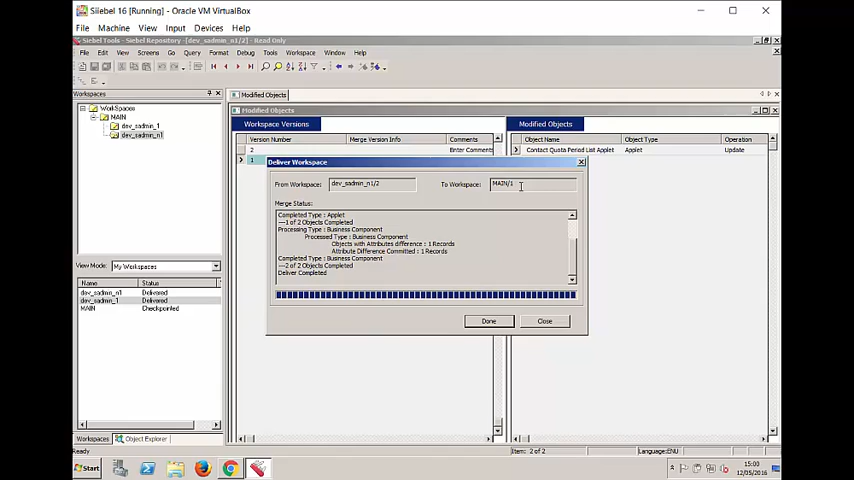 Siiebel 16 [Running] - Oracle VM VirtualBox
File Machine View Input Devices Help
Siebel Tools - Siebel Repository - [dev_sadmin_n1/2] - Read Only
File Edit View Screens Go Query Format Debug Tools Workspace Window Help
Workspaces
WorkSpaces
MAIN
dev_sadmin_1
dev_sadmin_n1
View Mode: My Workspaces
Name Status
dev_sadmin_n1 Delivered
dev_sadmin_1 Delivered
MAIN Checkpointed
Workspaces Object Explorer
Modified Objects
Modified Objects
Workspace Versions
Version Number Merge Version Info Comments
2 Enter Comments
1
Modified Objects
Object Name Object Type Operation
Contact Quota Period List Applet Applet Update
Deliver Workspace
From Workspace: dev_sadmin_n1/2 To Workspace: MAIN/1
Merge Status:
Completed Type : Applet
---1 of 2 Objects Completed
Processing Type : Business Component
Processed Type : Business Component
Objects with Attributes difference : 1 Records
Attribute Difference Committed : 1 Records
Completed Type : Business Component
---2 of 2 Objects Completed
Deliver Completed
Done Close
Ready Item: 2 of 2 Language:ENU
Start 15:00
12/05/2016